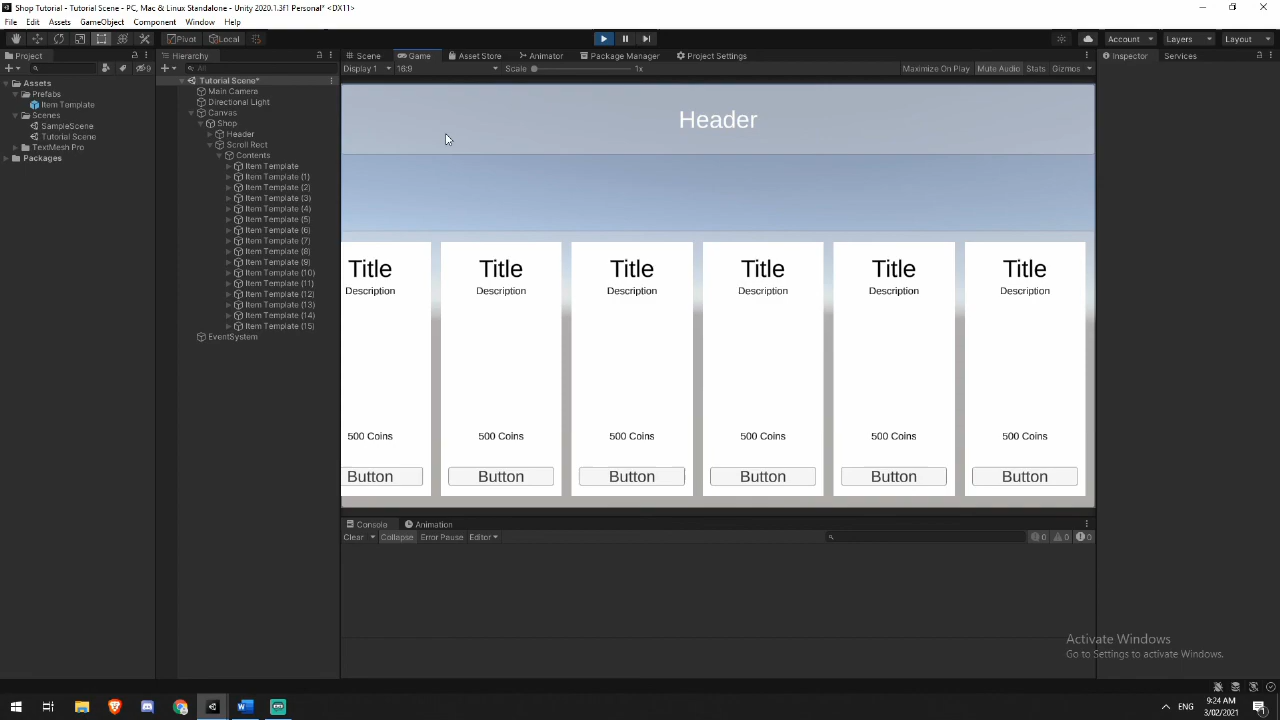 Shop Tutorial - Tutorial Scene - PC, Mac & Linux Standalone - Unity 2020.1.3f1 Personal* <DX11>
File Edit Assets GameObject Component Window Help
Pivot Local Account Layers Layout
Project Hierarchy Scene Game Asset Store Animator Package Manager Project Settings Inspector Services
9 All Display 1 16:9 Scale 1x Maximize On Play Mute Audio Stats Gizmos
Assets
Prefabs
Item Template
Scenes
SampleScene
Tutorial Scene
TextMesh Pro
Packages
Tutorial Scene*
Main Camera
Directional Light
Canvas
Shop
Header
Scroll Rect
Contents
Item Template
Item Template (1)
Item Template (2)
Item Template (3)
Item Template (4)
Item Template (5)
Item Template (6)
Item Template (7)
Item Template (8)
Item Template (9)
Item Template (10)
Item Template (11)
Item Template (12)
Item Template (13)
Item Template (14)
Item Template (15)
EventSystem
Header
Title Title Title Title Title Title
Description Description Description Description Description Description
500 Coins 500 Coins 500 Coins 500 Coins 500 Coins 500 Coins
Button Button Button Button Button Button
Console Animation
Clear Collapse Error Pause Editor 0 0 0
Activate Windows
Go to Settings to activate Windows.
ENG 9:24 AM
3/02/2021 1